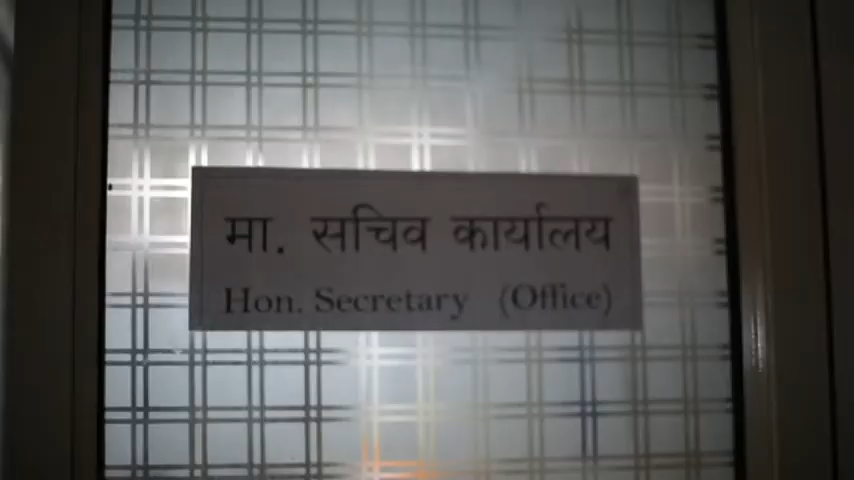 मा. सचिव कार्यालय
Hon. Secretary (Office)